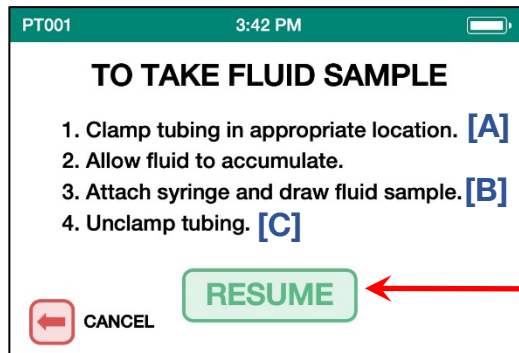 PT001 3:42 PM
TO TAKE FLUID SAMPLE
1. Clamp tubing in appropriate location. [A]
2. Allow fluid to accumulate.
3. Attach syringe and draw fluid sample. [B]
4. Unclamp tubing. [C]
RESUME
CANCEL